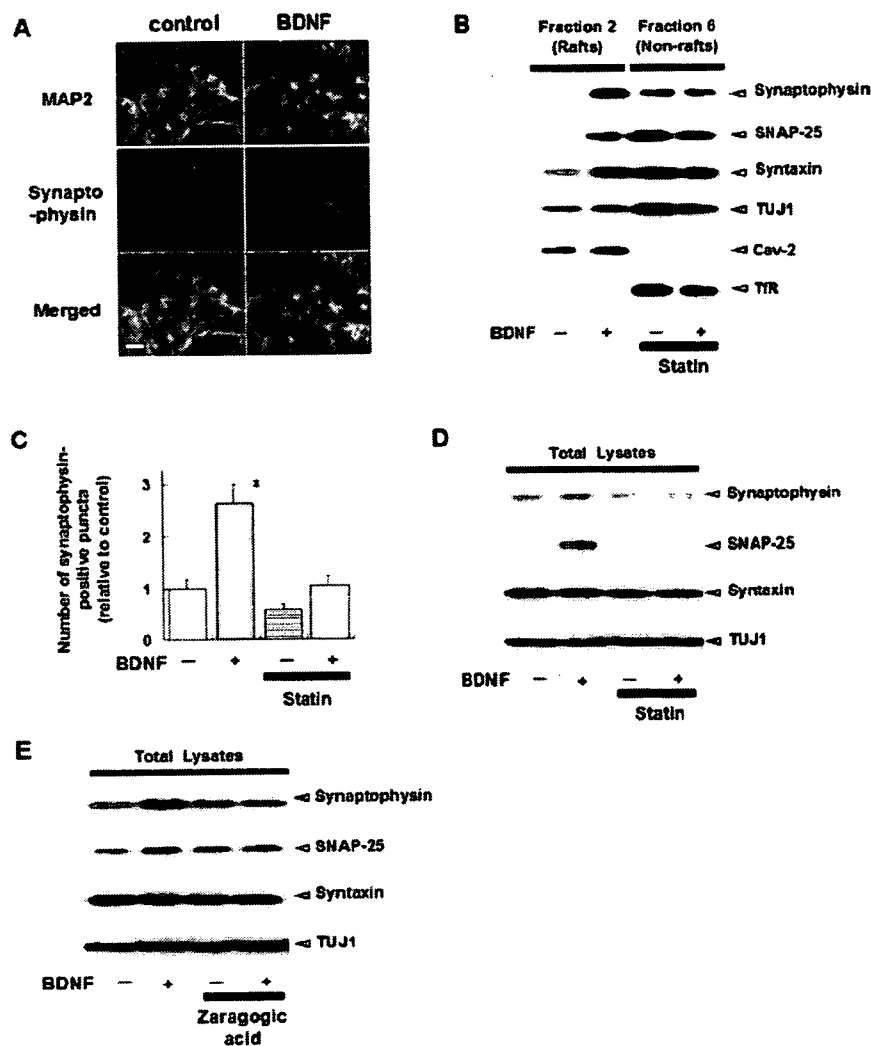 A
control BDNF
MAP2
Synapto
-physin
Merged
B
Fraction 2 Fraction 6
(Rafts) (Non-rafts)
Synaptophysin
SNAP-25
Syntaxin
TUJ1
Cav-2
TfR
BDNF − + − +
Statin
C
Number of synaptophysin-
positive puncta
(relative to control)
3
2
1
0
BDNF − + − +
Statin
D
Total Lysates
Synaptophysin
SNAP-25
Syntaxin
TUJ1
BDNF − + − +
Statin
E
Total Lysates
Synaptophysin
SNAP-25
Syntaxin
TUJ1
BDNF − + − +
Zaragogic
acid